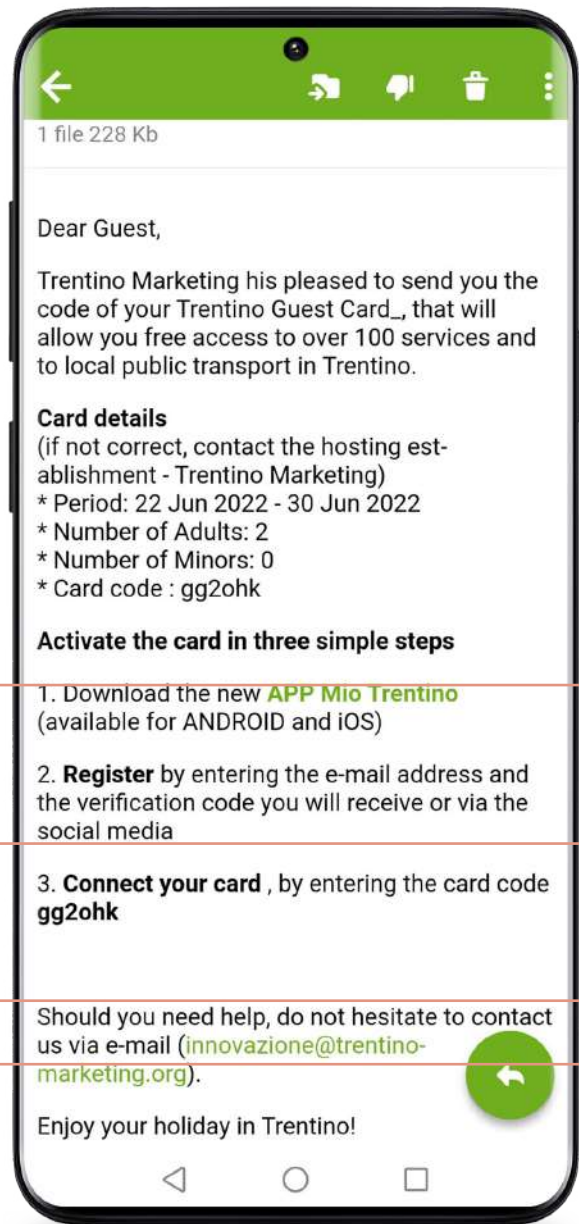 1 file 228 Kb
Dear Guest,
Trentino Marketing his pleased to send you the
code of your Trentino Guest Card_, that will
allow you free access to over 100 services and
to local public transport in Trentino.
Card details
(if not correct, contact the hosting est-
ablishment - Trentino Marketing)
* Period: 22 Jun 2022 - 30 Jun 2022
* Number of Adults: 2
* Number of Minors: 0
* Card code : gg2ohk
Activate the card in three simple steps
1. Download the new APP Mio Trentino
(available for ANDROID and iOS)
2. Register by entering the e-mail address and
the verification code you will receive or via the
social media
3. Connect your card , by entering the card code
gg2ohk
Should you need help, do not hesitate to contact
us via e-mail (innovazione@trentino-
marketing.org).
Enjoy your holiday in Trentino!